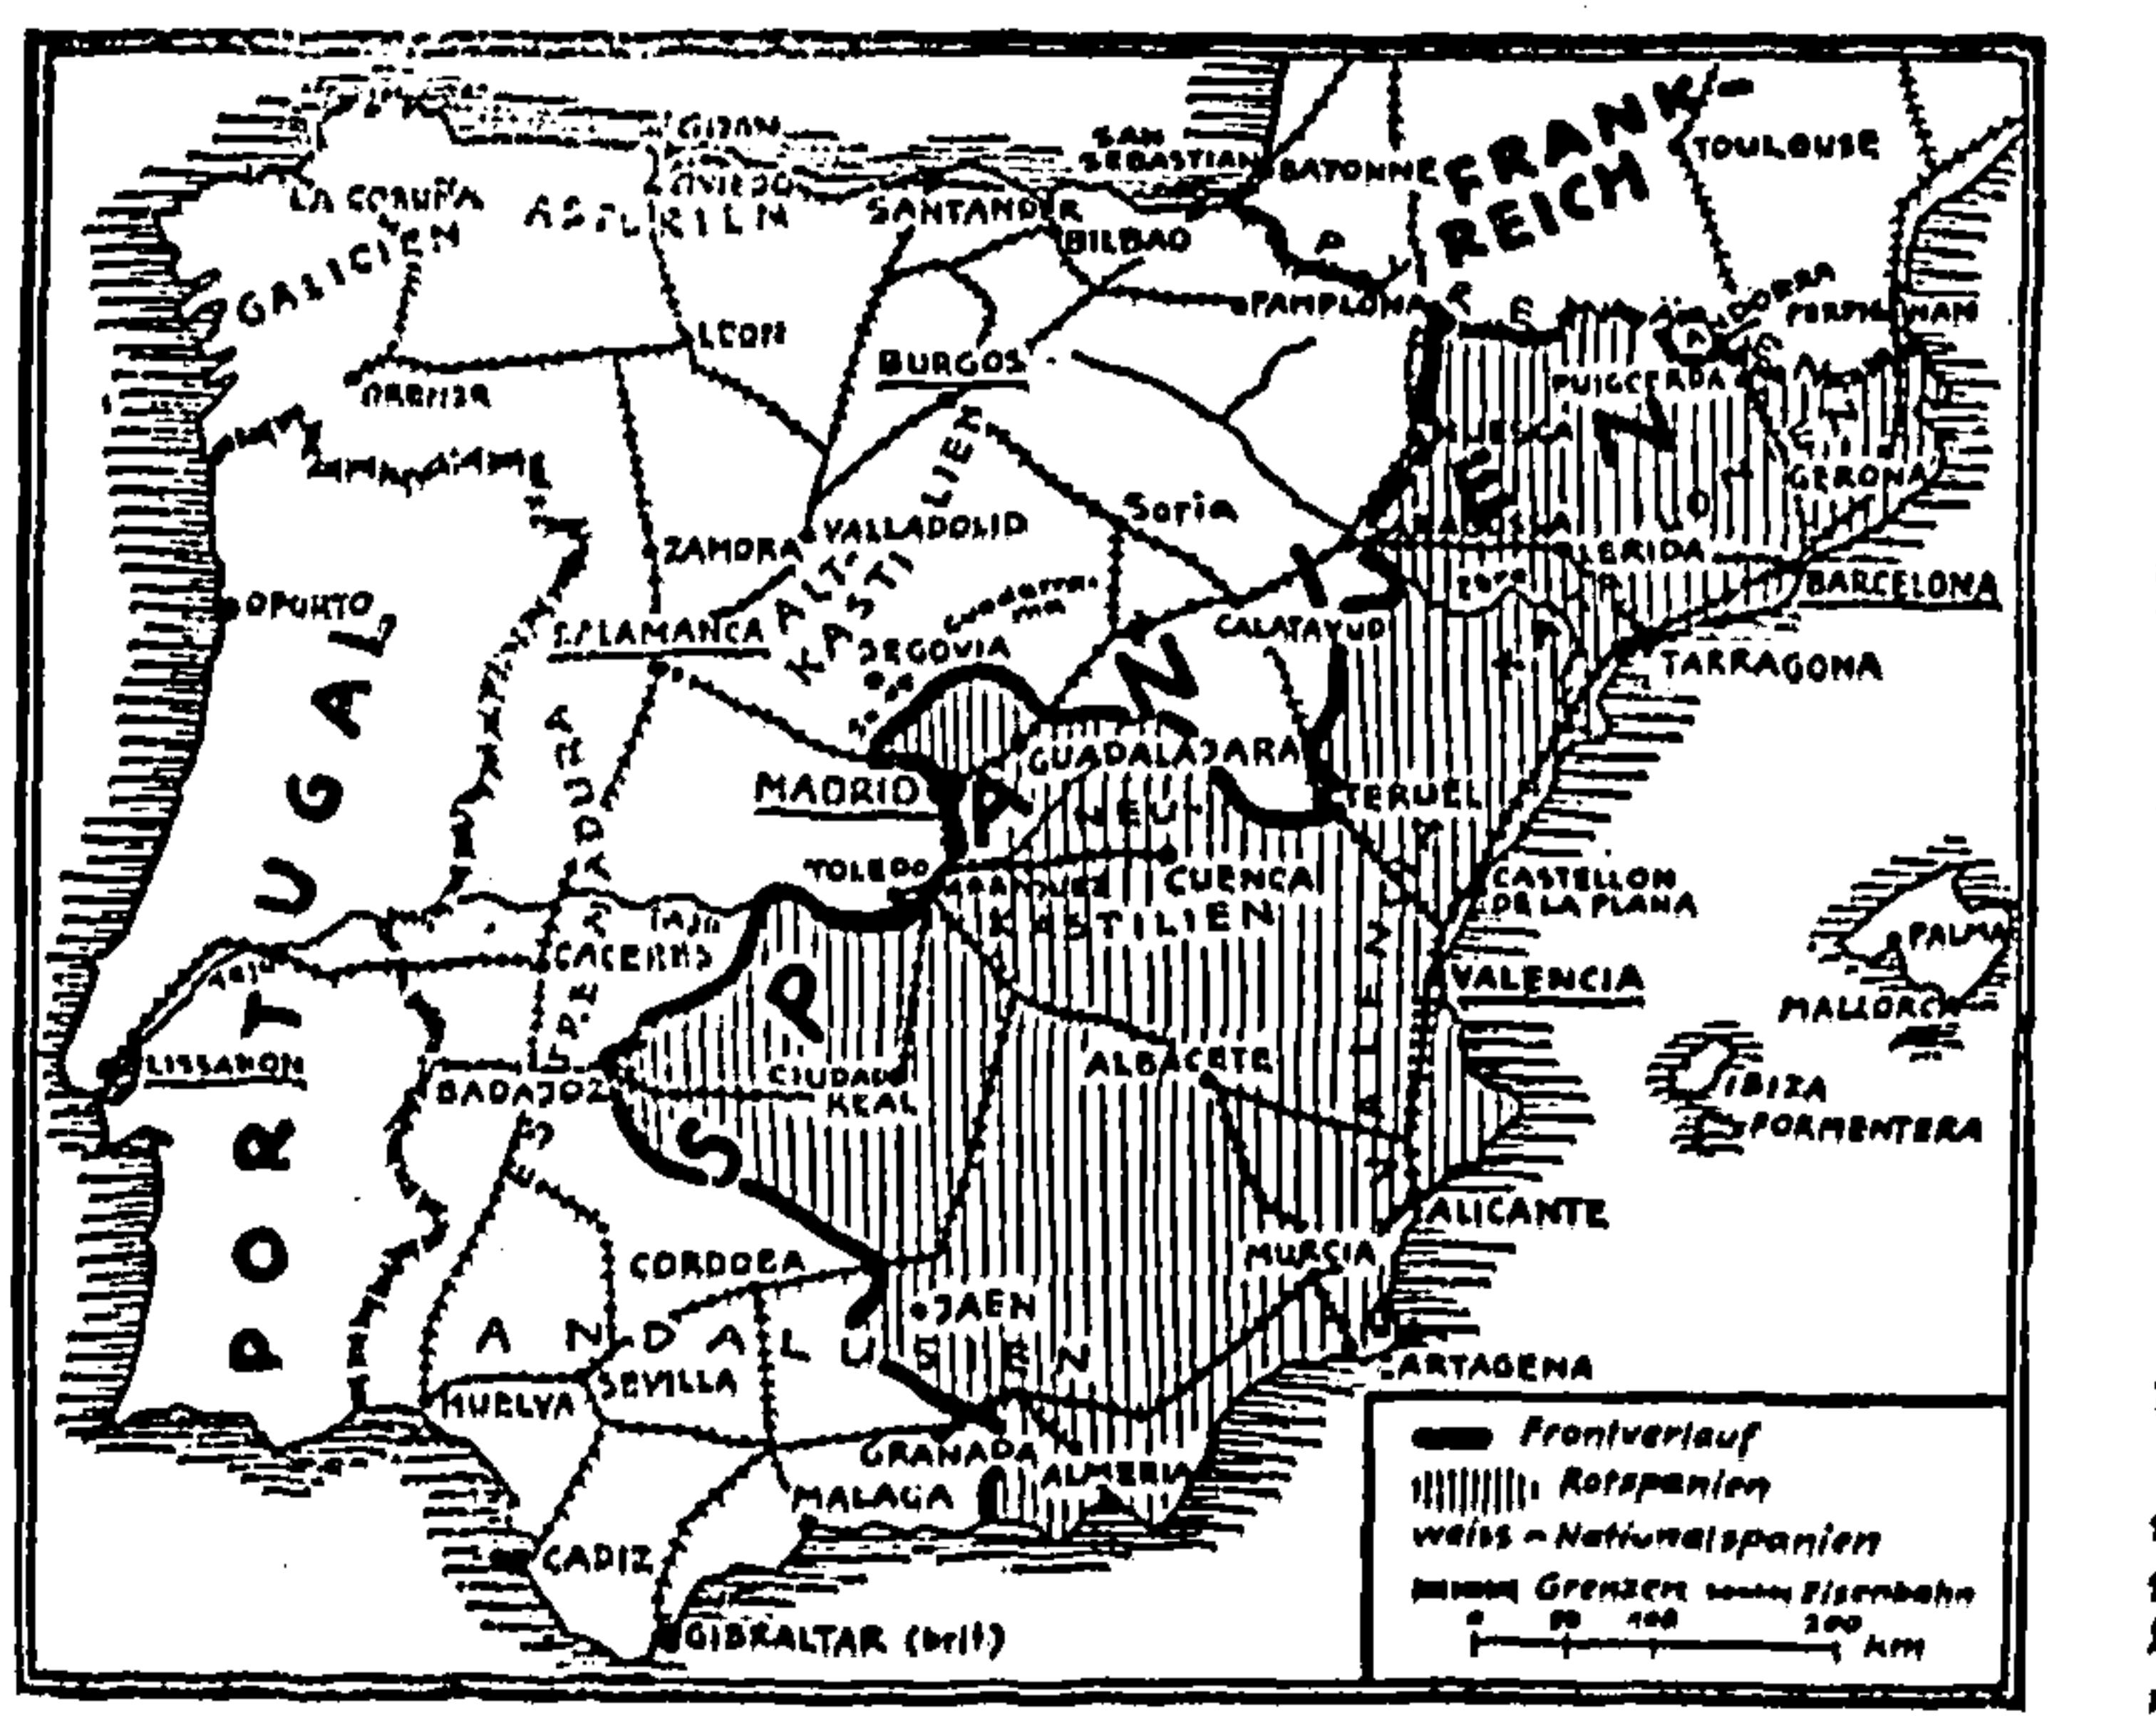 GIJON
OVIEDO
SAN
SEBASTIAN
BAYONNE
FRANK-
REICH
TOULOUSE
LA CORUÑA
ASTURIEN
SANTANDER
BILBAO
GALICIEN
PAMPLONA
PERPIGNAN
LEON
BURGOS
PUIGCERDA
ORENSE
GERONA
Soria
ZAMORA
VALLADOLID
LERIDA
BARCELONA
OPORTO
SALAMANCA
ALT-
KASTILIEN
SEGOVIA
CALATAYUD
TARRAGONA
GUADALAJARA
MADRID
TERUEL
NEU-
KASTILIEN
TOLEDO
ARANJUEZ
CUENCA
CASTELLON
DE LA PLANA
PALMA
TAJO
CACERES
VALENCIA
MALLORCA
PORTUGAL
SPANIEN
LISSABON
BADAJOZ
CIUDAD
REAL
ALBACETE
IBIZA
FORMENTERA
ALICANTE
CORDOBA
MURCIA
JAEN
ANDALUSIEN
CARTAGENA
HUELVA
SEVILLA
GRANADA
ALMERIA
MALAGA
CADIZ
GIBRALTAR (brit)
Frontverlauf
Rotspanien
weiss - Nationalspanien
Grenzen Eisenbahn
0 50 100 200 km